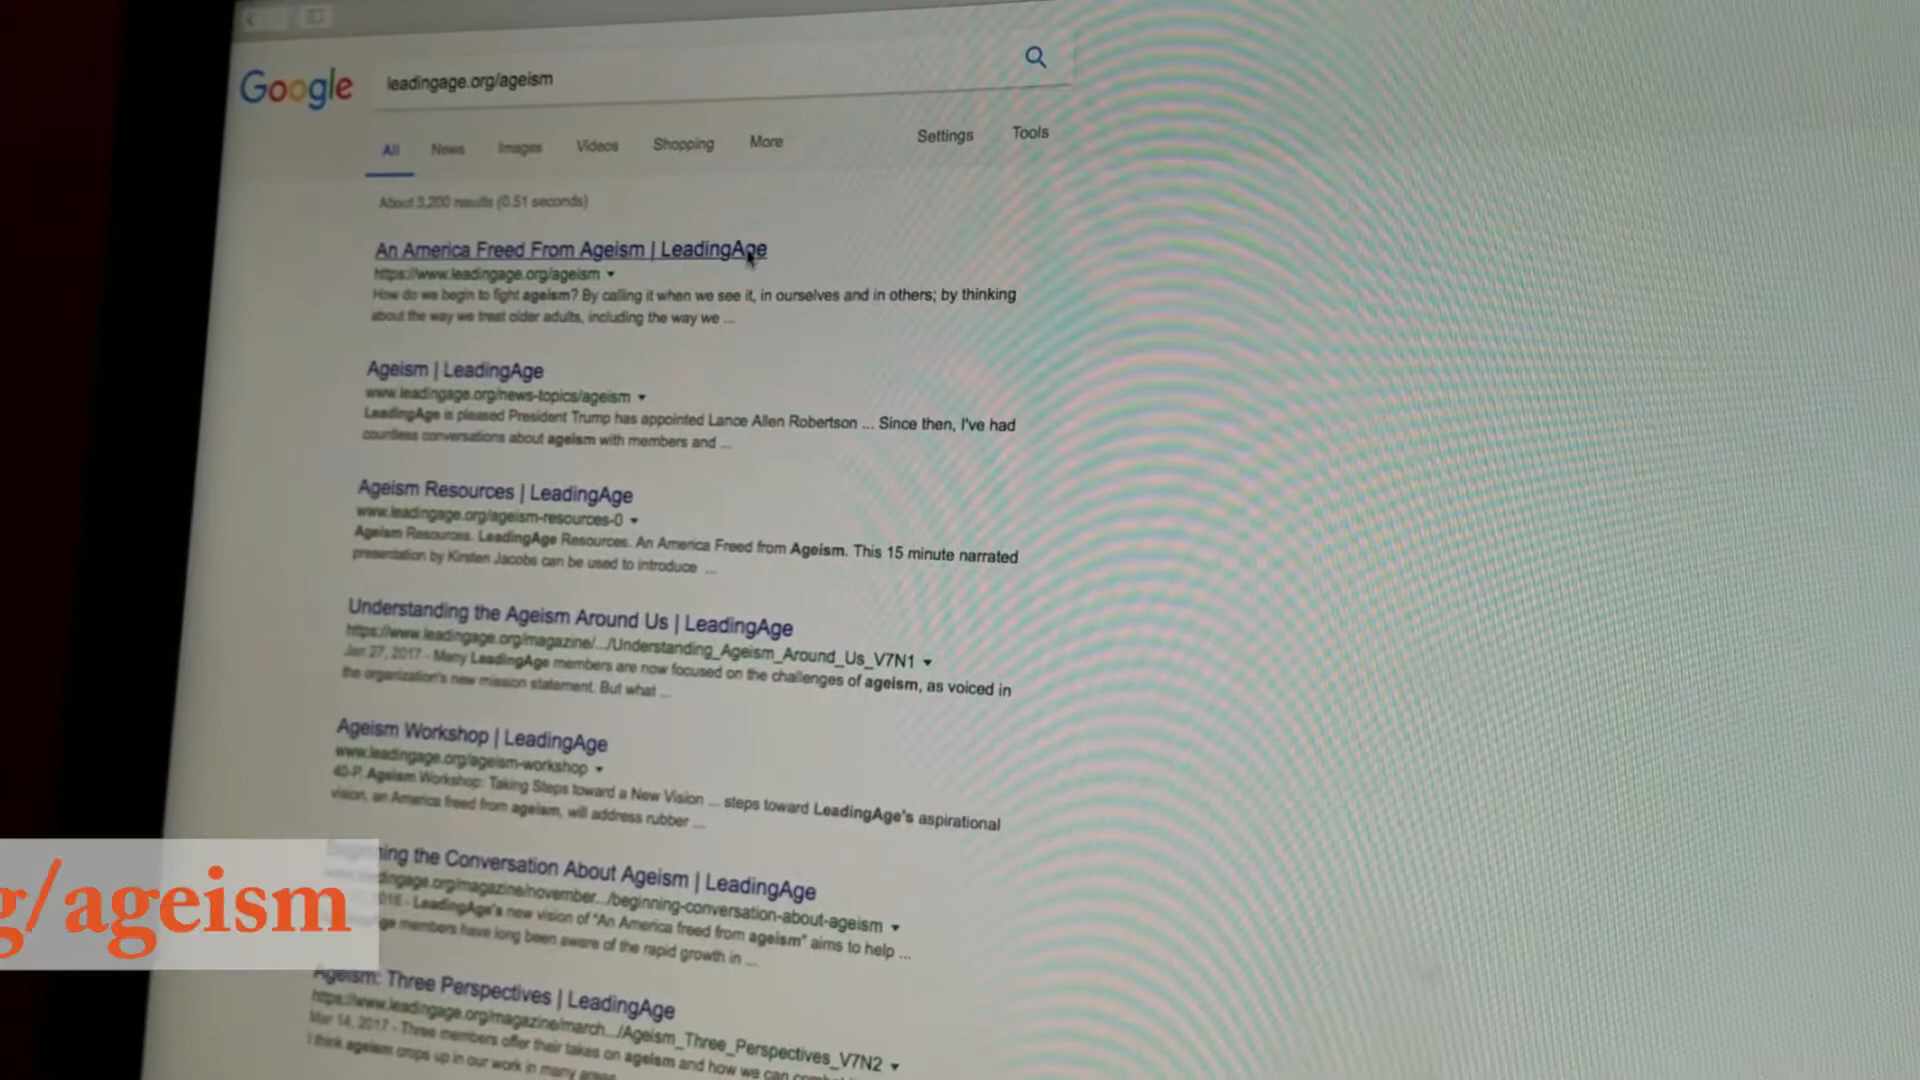 Google
leadingage.org/ageism
All News Images Videos Shopping More Settings Tools
About 3,200 results (0.51 seconds)
An America Freed From Ageism | LeadingAge
https://www.leadingage.org/ageism
How do we begin to fight ageism? By calling it when we see it, in ourselves and in others; by thinking
about the way we treat older adults, including the way we ...
Ageism | LeadingAge
www.leadingage.org/news-topics/ageism
LeadingAge is pleased President Trump has appointed Lance Allen Robertson ... Since then, I've had
countless conversations about ageism with members and ...
Ageism Resources | LeadingAge
www.leadingage.org/ageism-resources-0
Ageism Resources. LeadingAge Resources. An America Freed from Ageism. This 15 minute narrated
presentation by Kirsten Jacobs can be used to introduce ...
Understanding the Ageism Around Us | LeadingAge
https://www.leadingage.org/magazine/.../Understanding_Ageism_Around_Us_V7N1
Jan 27, 2017 - Many LeadingAge members are now focused on the challenges of ageism, as voiced in
the organization's new mission statement. But what ...
Ageism Workshop | LeadingAge
www.leadingage.org/ageism-workshop
40-P. Ageism Workshop: Taking Steps toward a New Vision ... steps toward LeadingAge's aspirational
vision, an America freed from ageism, will address rubber ...
ning the Conversation About Ageism | LeadingAge
dingage.org/magazine/november.../beginning-conversation-about-ageism
- LeadingAge's new vision of "An America freed from ageism" aims to help ...
ge members have long been aware of the rapid growth in ...
g/ageism
Ageism: Three Perspectives | LeadingAge
https://www.leadingage.org/magazine/march.../Ageism_Three_Perspectives_V7N2
Mar 14, 2017 - Three members offer their takes on ageism and how we can
I think ageism crops up in our work in many areas